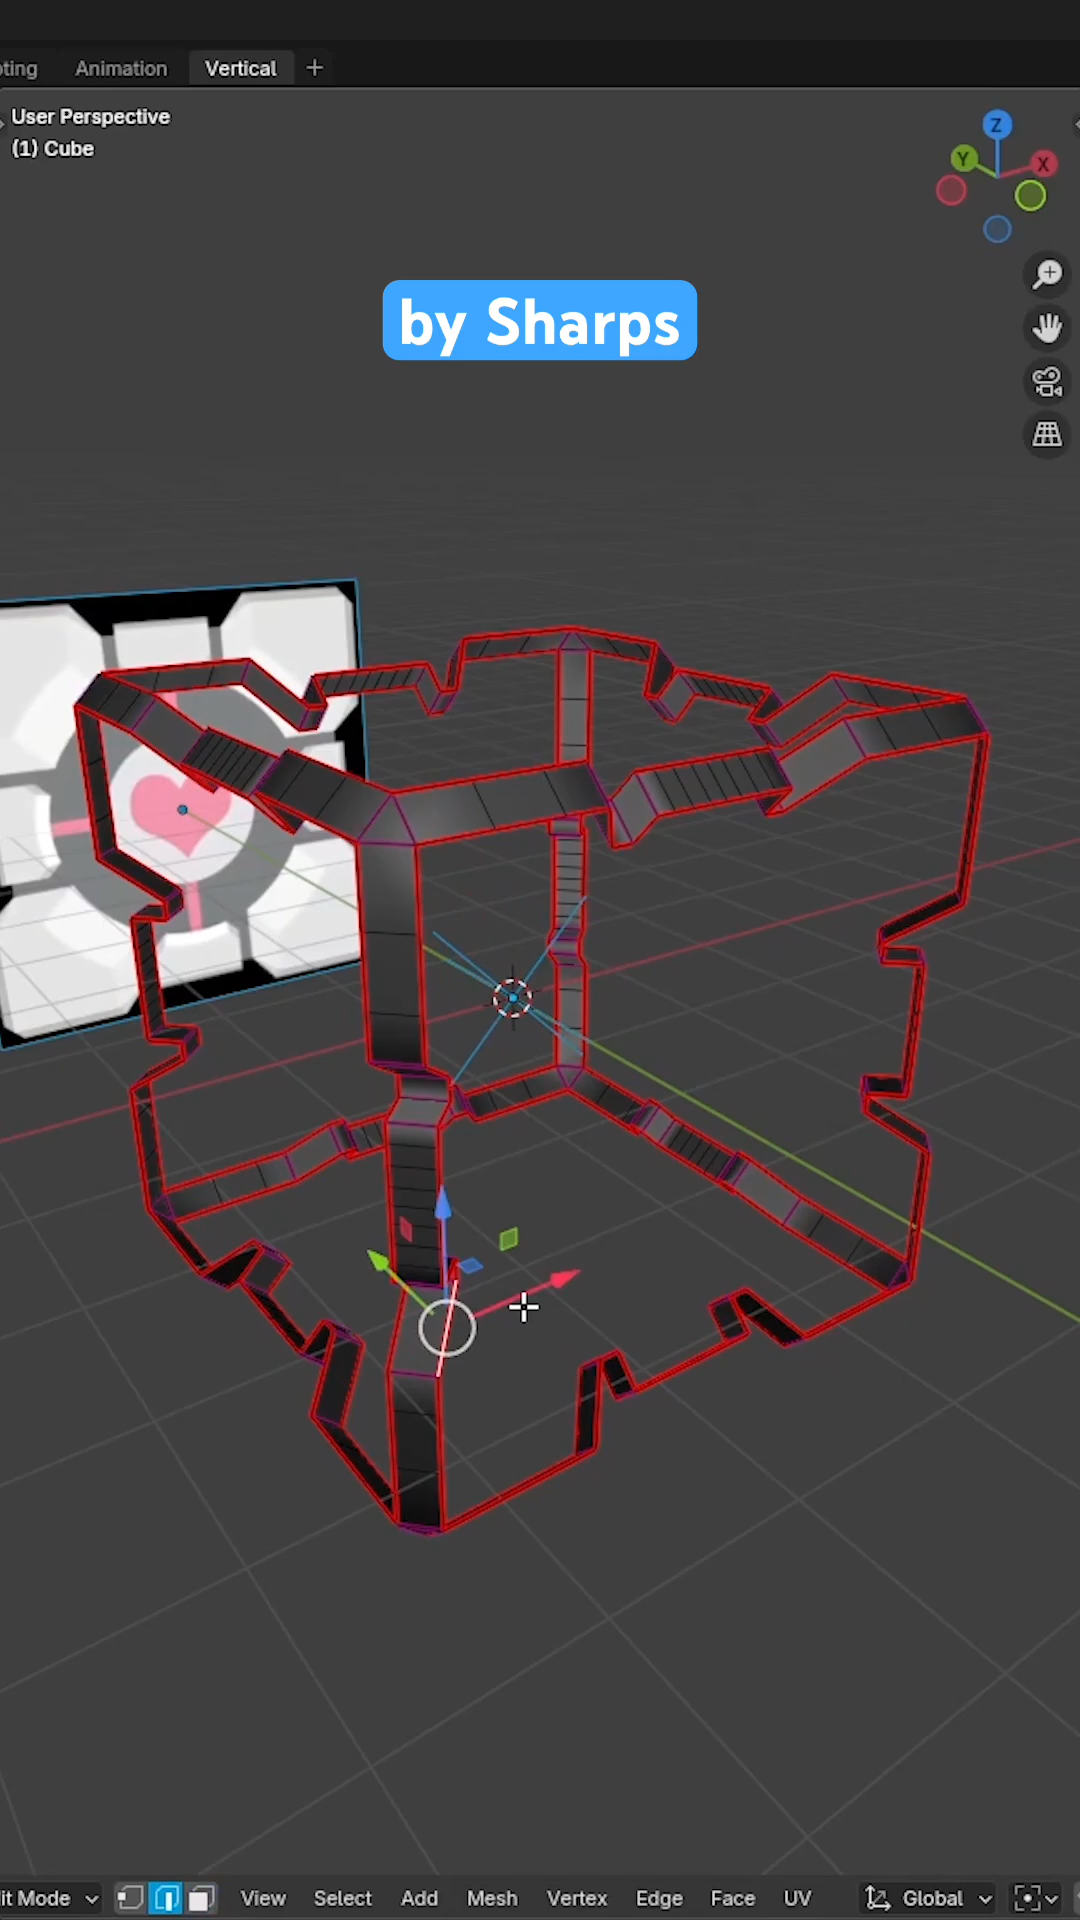 ting
Animation
Vertical
User Perspective
(1) Cube
Z
Y
X
by Sharps
it Mode
View
Select
Add
Mesh
Vertex
Edge
Face
UV
Global